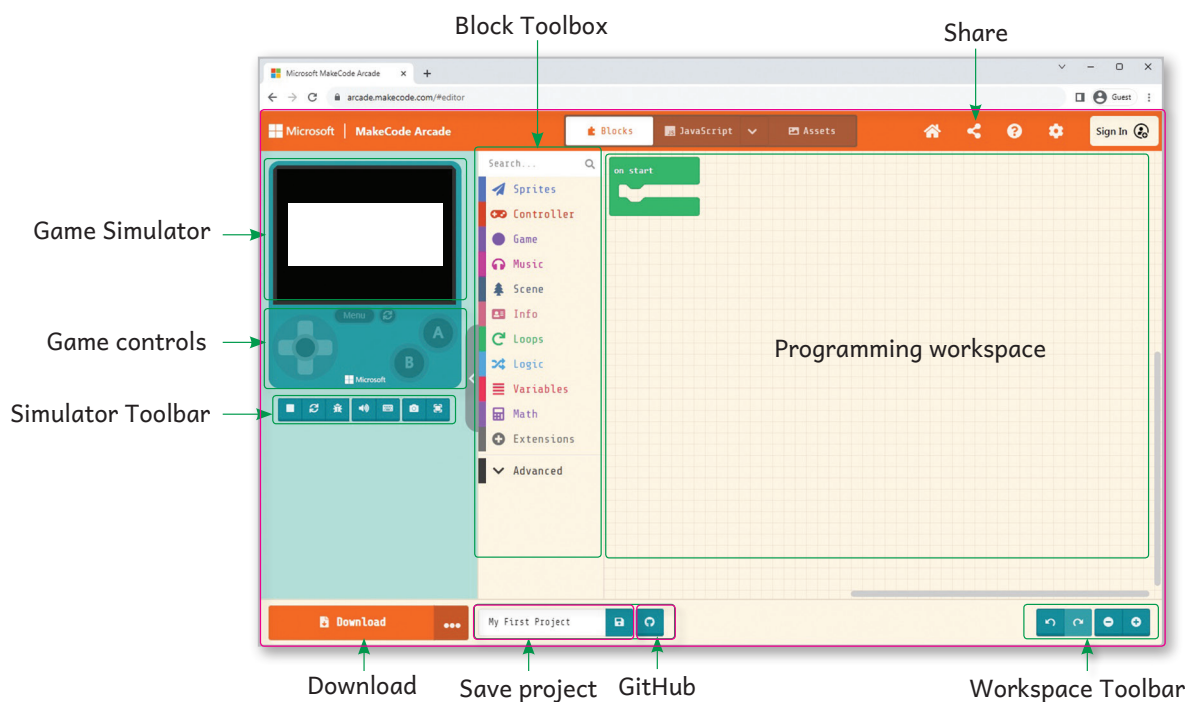 Block Toolbox
Share
Microsoft MakeCode Arcade
arcade.makecode.com/#editor
Guest
Microsoft | MakeCode Arcade
Blocks
JavaScript
Assets
Sign In
Game Simulator
Game controls
Simulator Toolbar
Menu
A
B
Microsoft
Search...
Sprites
Controller
Game
Music
Scene
Info
Loops
Logic
Variables
Math
Extensions
Advanced
on start
Programming workspace
Download
My First Project
Download
Save project
GitHub
Workspace Toolbar